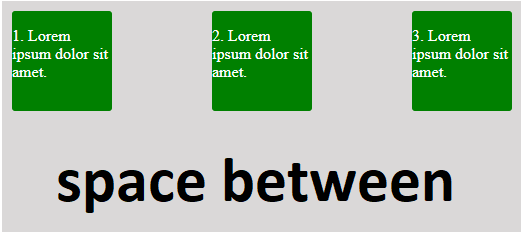 1. Lorem
ipsum dolor sit
amet.
2. Lorem
ipsum dolor sit
amet.
3. Lorem
ipsum dolor sit
amet.
space between